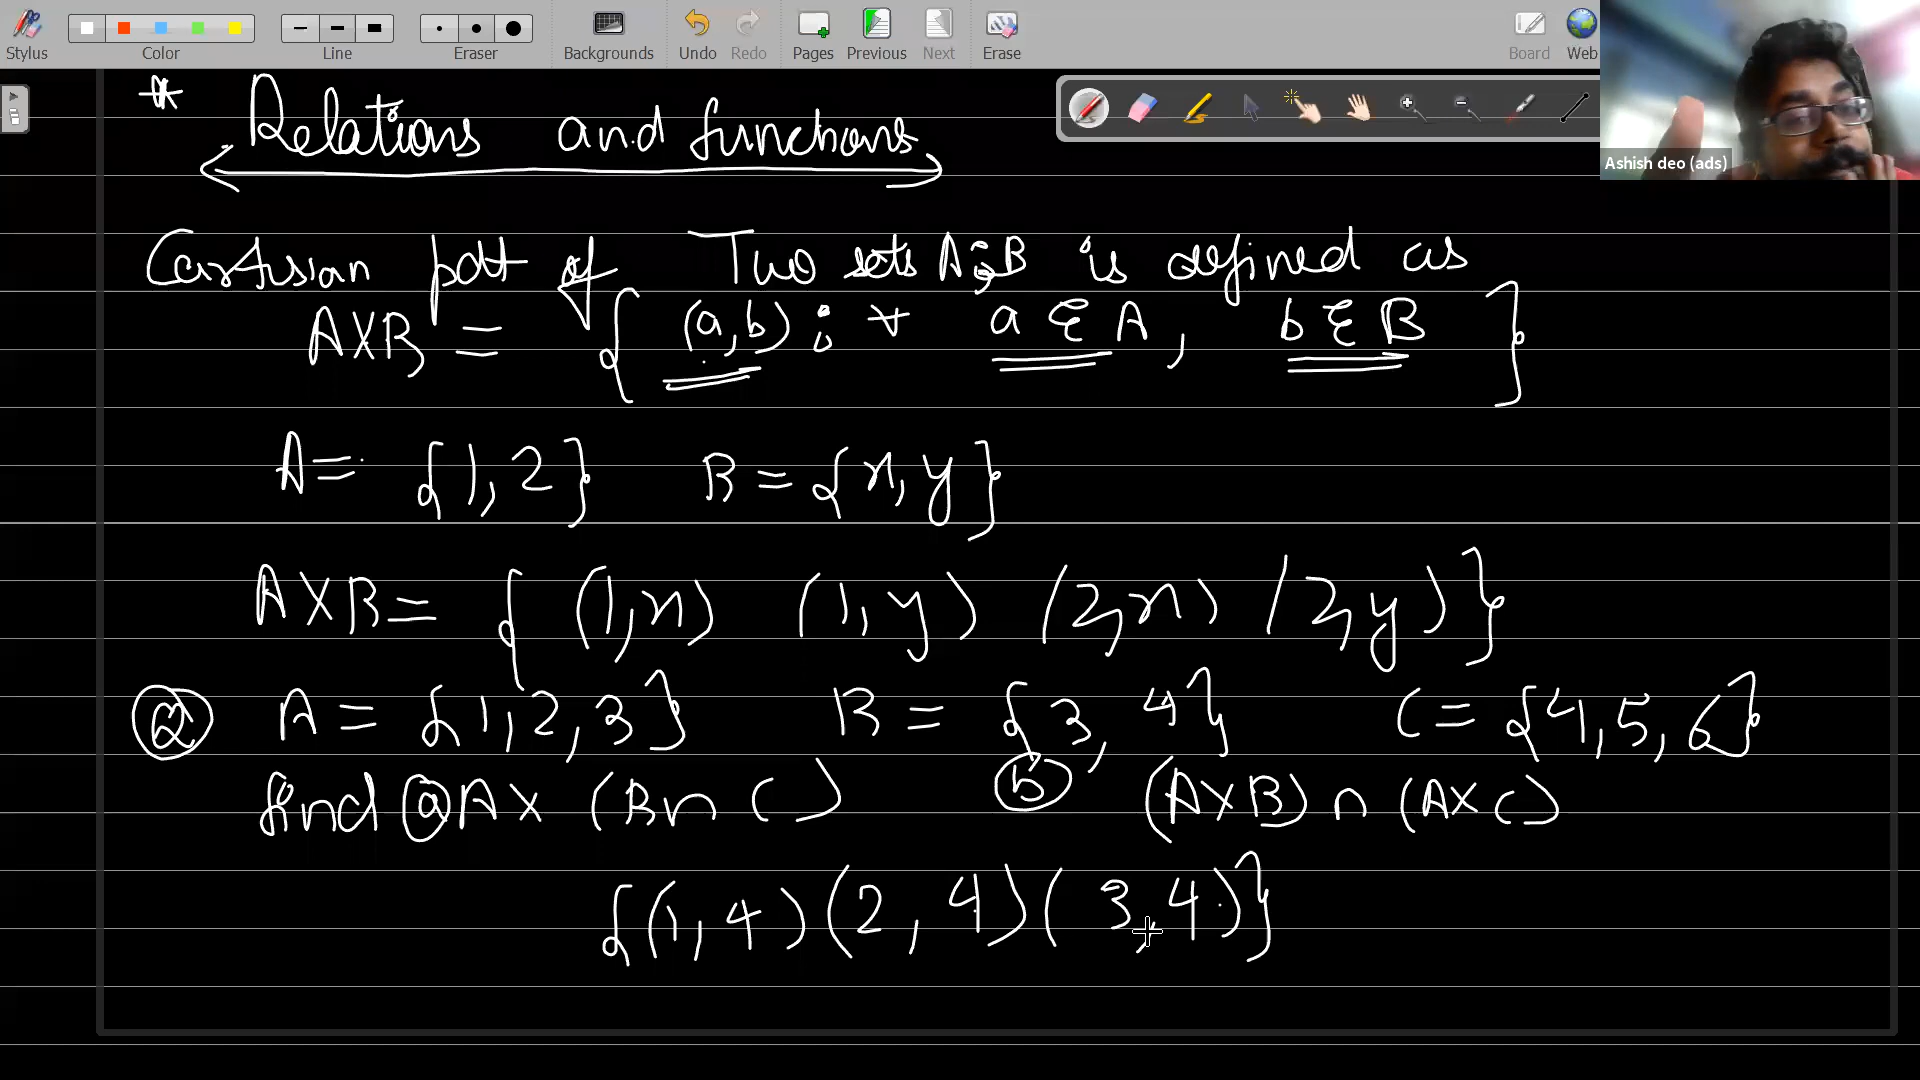 Stylus Color Line Eraser Backgrounds Undo Redo Pages Previous Next Erase Board Web
Ashish deo (ads)
* Relations and functions
Cartesian pdt of Two sets A & B is defined as
A×B = { (a,b) : ∀ a ∈ A, b ∈ B }
A = {1,2} B = {x,y}
A×B = { (1,x) (1,y) (2,x) (2,y) }
Q A = {1,2,3} B = {3,4} C = {4,5,6}
find (a) A× (B∩C) (b) (A×B) ∩ (A×C)
{(1,4)(2,4)(3,4)}